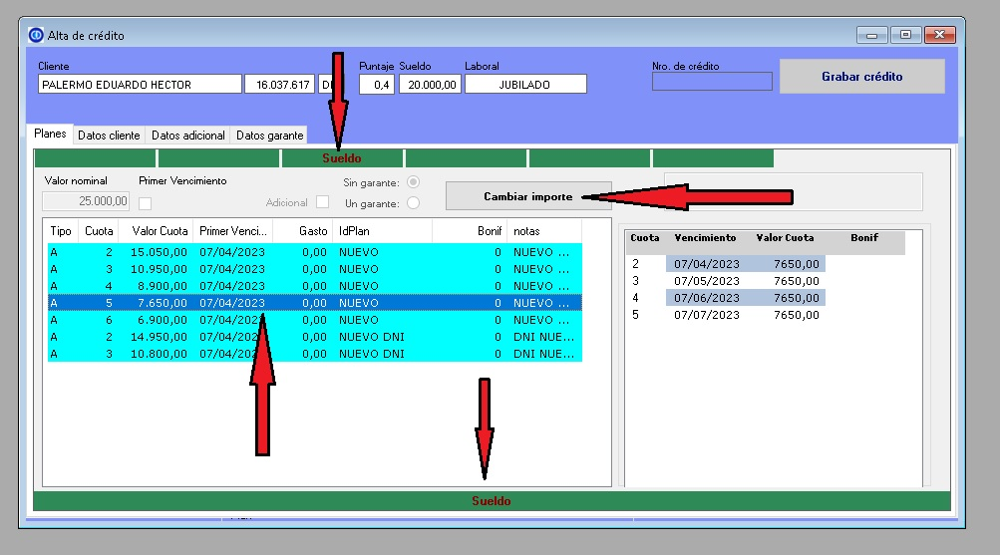 Alta de crédito
Cliente Puntaje Sueldo Laboral Nro. de crédito
PALERMO EDUARDO HECTOR 16.037.617 0,4 20.000,00 JUBILADO Grabar crédito
Planes Datos cliente Datos adicional Datos garante
Sueldo
Valor nominal Primer Vencimiento Sin garante:
25.000,00 Adicional Un garante: Cambiar importe
Tipo Cuota Valor Cuota Primer Venci... Gasto IdPlan Bonif notas
A 2 15.050,00 07/04/2023 0,00 NUEVO 0 NUEVO ...
A 3 10.950,00 07/04/2023 0,00 NUEVO 0 NUEVO ...
A 4 8.900,00 07/04/2023 0,00 NUEVO 0 NUEVO ...
A 5 7.650,00 07/04/2023 0,00 NUEVO 0 NUEVO ...
A 6 6.900,00 07/04/2023 0,00 NUEVO 0 NUEVO ...
A 2 14.950,00 07/04/2023 0,00 NUEVO DNI 0 DNI NUE...
A 3 10.800,00 07/04/2023 0,00 NUEVO DNI 0 DNI NUE...
Cuota Vencimiento Valor Cuota Bonif
2 07/04/2023 7650,00
3 07/05/2023 7650,00
4 07/06/2023 7650,00
5 07/07/2023 7650,00
Sueldo